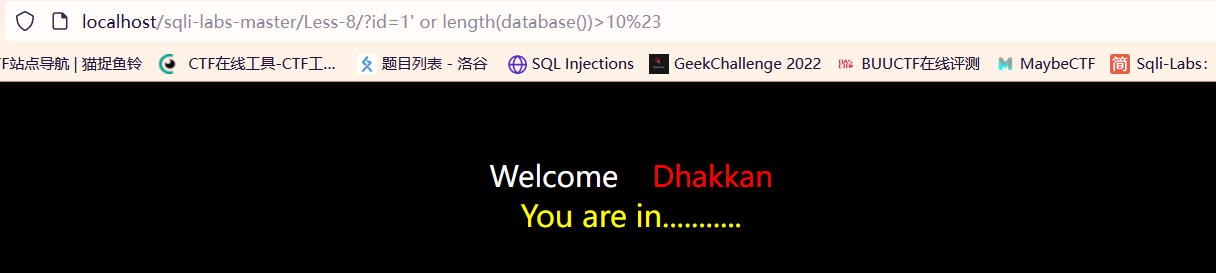 localhost/sqli-labs-master/Less-8/?id=1' or length(database())>10%23
F站点导航 | 猫捉鱼铃 CTF在线工具-CTF工... 题目列表 - 洛谷 SQL Injections GeekChallenge 2022 BUUCTF在线评测 MaybeCTF 简 Sqli-Labs:
Welcome Dhakkan
You are in...........